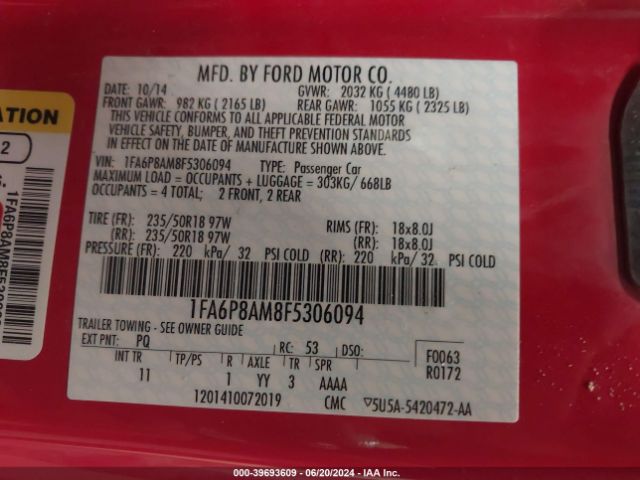 MFD. BY FORD MOTOR CO.
DATE: 10/14 GVWR: 2032 KG ( 4480 LB)
FRONT GAWR: 982 KG ( 2165 LB) REAR GAWR: 1055 KG ( 2325 LB)
THIS VEHICLE CONFORMS TO ALL APPLICABLE FEDERAL MOTOR
VEHICLE SAFETY, BUMPER, AND THEFT PREVENTION STANDARDS
IN EFFECT ON THE DATE OF MANUFACTURE SHOWN ABOVE.
VIN: 1FA6P8AM8F5306094 TYPE: Passenger Car
MAXIMUM LOAD = OCCUPANTS + LUGGAGE = 303KG/ 668LB
OCCUPANTS = 4 TOTAL; 2 FRONT, 2 REAR
TIRE (FR): 235/50R18 97W RIMS (FR): 18x8.0J
(RR): 235/50R18 97W (RR): 18x8.0J
PRESSURE (FR): 220 kPa/ 32 PSI COLD (RR): 220 kPa/ 32 PSI COLD
1FA6P8AM8F5306094
TRAILER TOWING - SEE OWNER GUIDE
EXT PNT: PQ RC: 53 DSO: F0063
INT TR TP/PS R AXLE TR SPR R0172
11 1 YY 3 AAAA
1201410072019 CMC ▽5U5A-5420472-AA
ATION
2
000-39693609 - 06/20/2024 - IAA Inc.